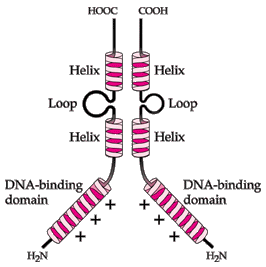 HOOC COOH
Helix Helix
Loop Loop
Helix Helix
DNA-binding domain
DNA-binding domain
+ +
+ +
+ +
H₂N H₂N